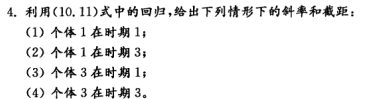 4. 利用(10.11)式中的回归,给出下列情形下的斜率和截距:
(1) 个体 1 在时期 1;
(2) 个体 1 在时期 3;
(3) 个体 3 在时期 1;
(4) 个体 3 在时期 3。